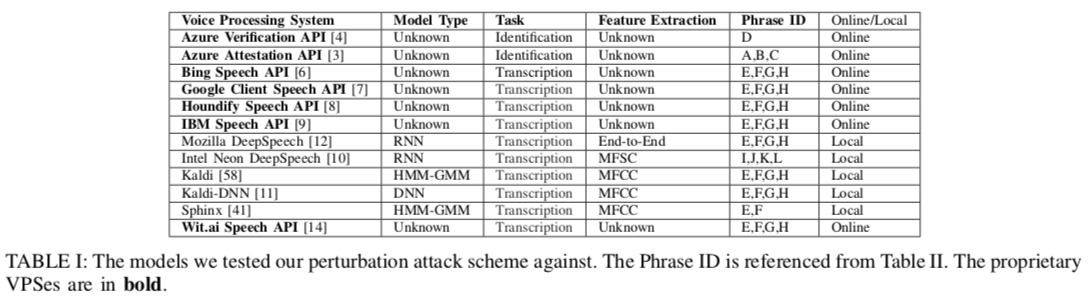 Voice Processing System Model Type Task Feature Extraction Phrase ID Online/Local
Azure Verification API [4] Unknown Identification Unknown D Online
Azure Attestation API [3] Unknown Identification Unknown A,B,C Online
Bing Speech API [6] Unknown Transcription Unknown E,F,G,H Online
Google Client Speech API [7] Unknown Transcription Unknown E,F,G,H Online
Houndify Speech API [8] Unknown Transcription Unknown E,F,G,H Online
IBM Speech API [9] Unknown Transcription Unknown E,F,G,H Online
Mozilla DeepSpeech [12] RNN Transcription End-to-End E,F,G,H Local
Intel Neon DeepSpeech [10] RNN Transcription MFSC I,J,K,L Local
Kaldi [58] HMM-GMM Transcription MFCC E,F,G,H Local
Kaldi-DNN [11] DNN Transcription MFCC E,F,G,H Local
Sphinx [41] HMM-GMM Transcription MFCC E,F Local
Wit.ai Speech API [14] Unknown Transcription Unknown E,F,G,H Online
TABLE I: The models we tested our perturbation attack scheme against. The Phrase ID is referenced from Table II. The proprietary
VPSes are in bold.